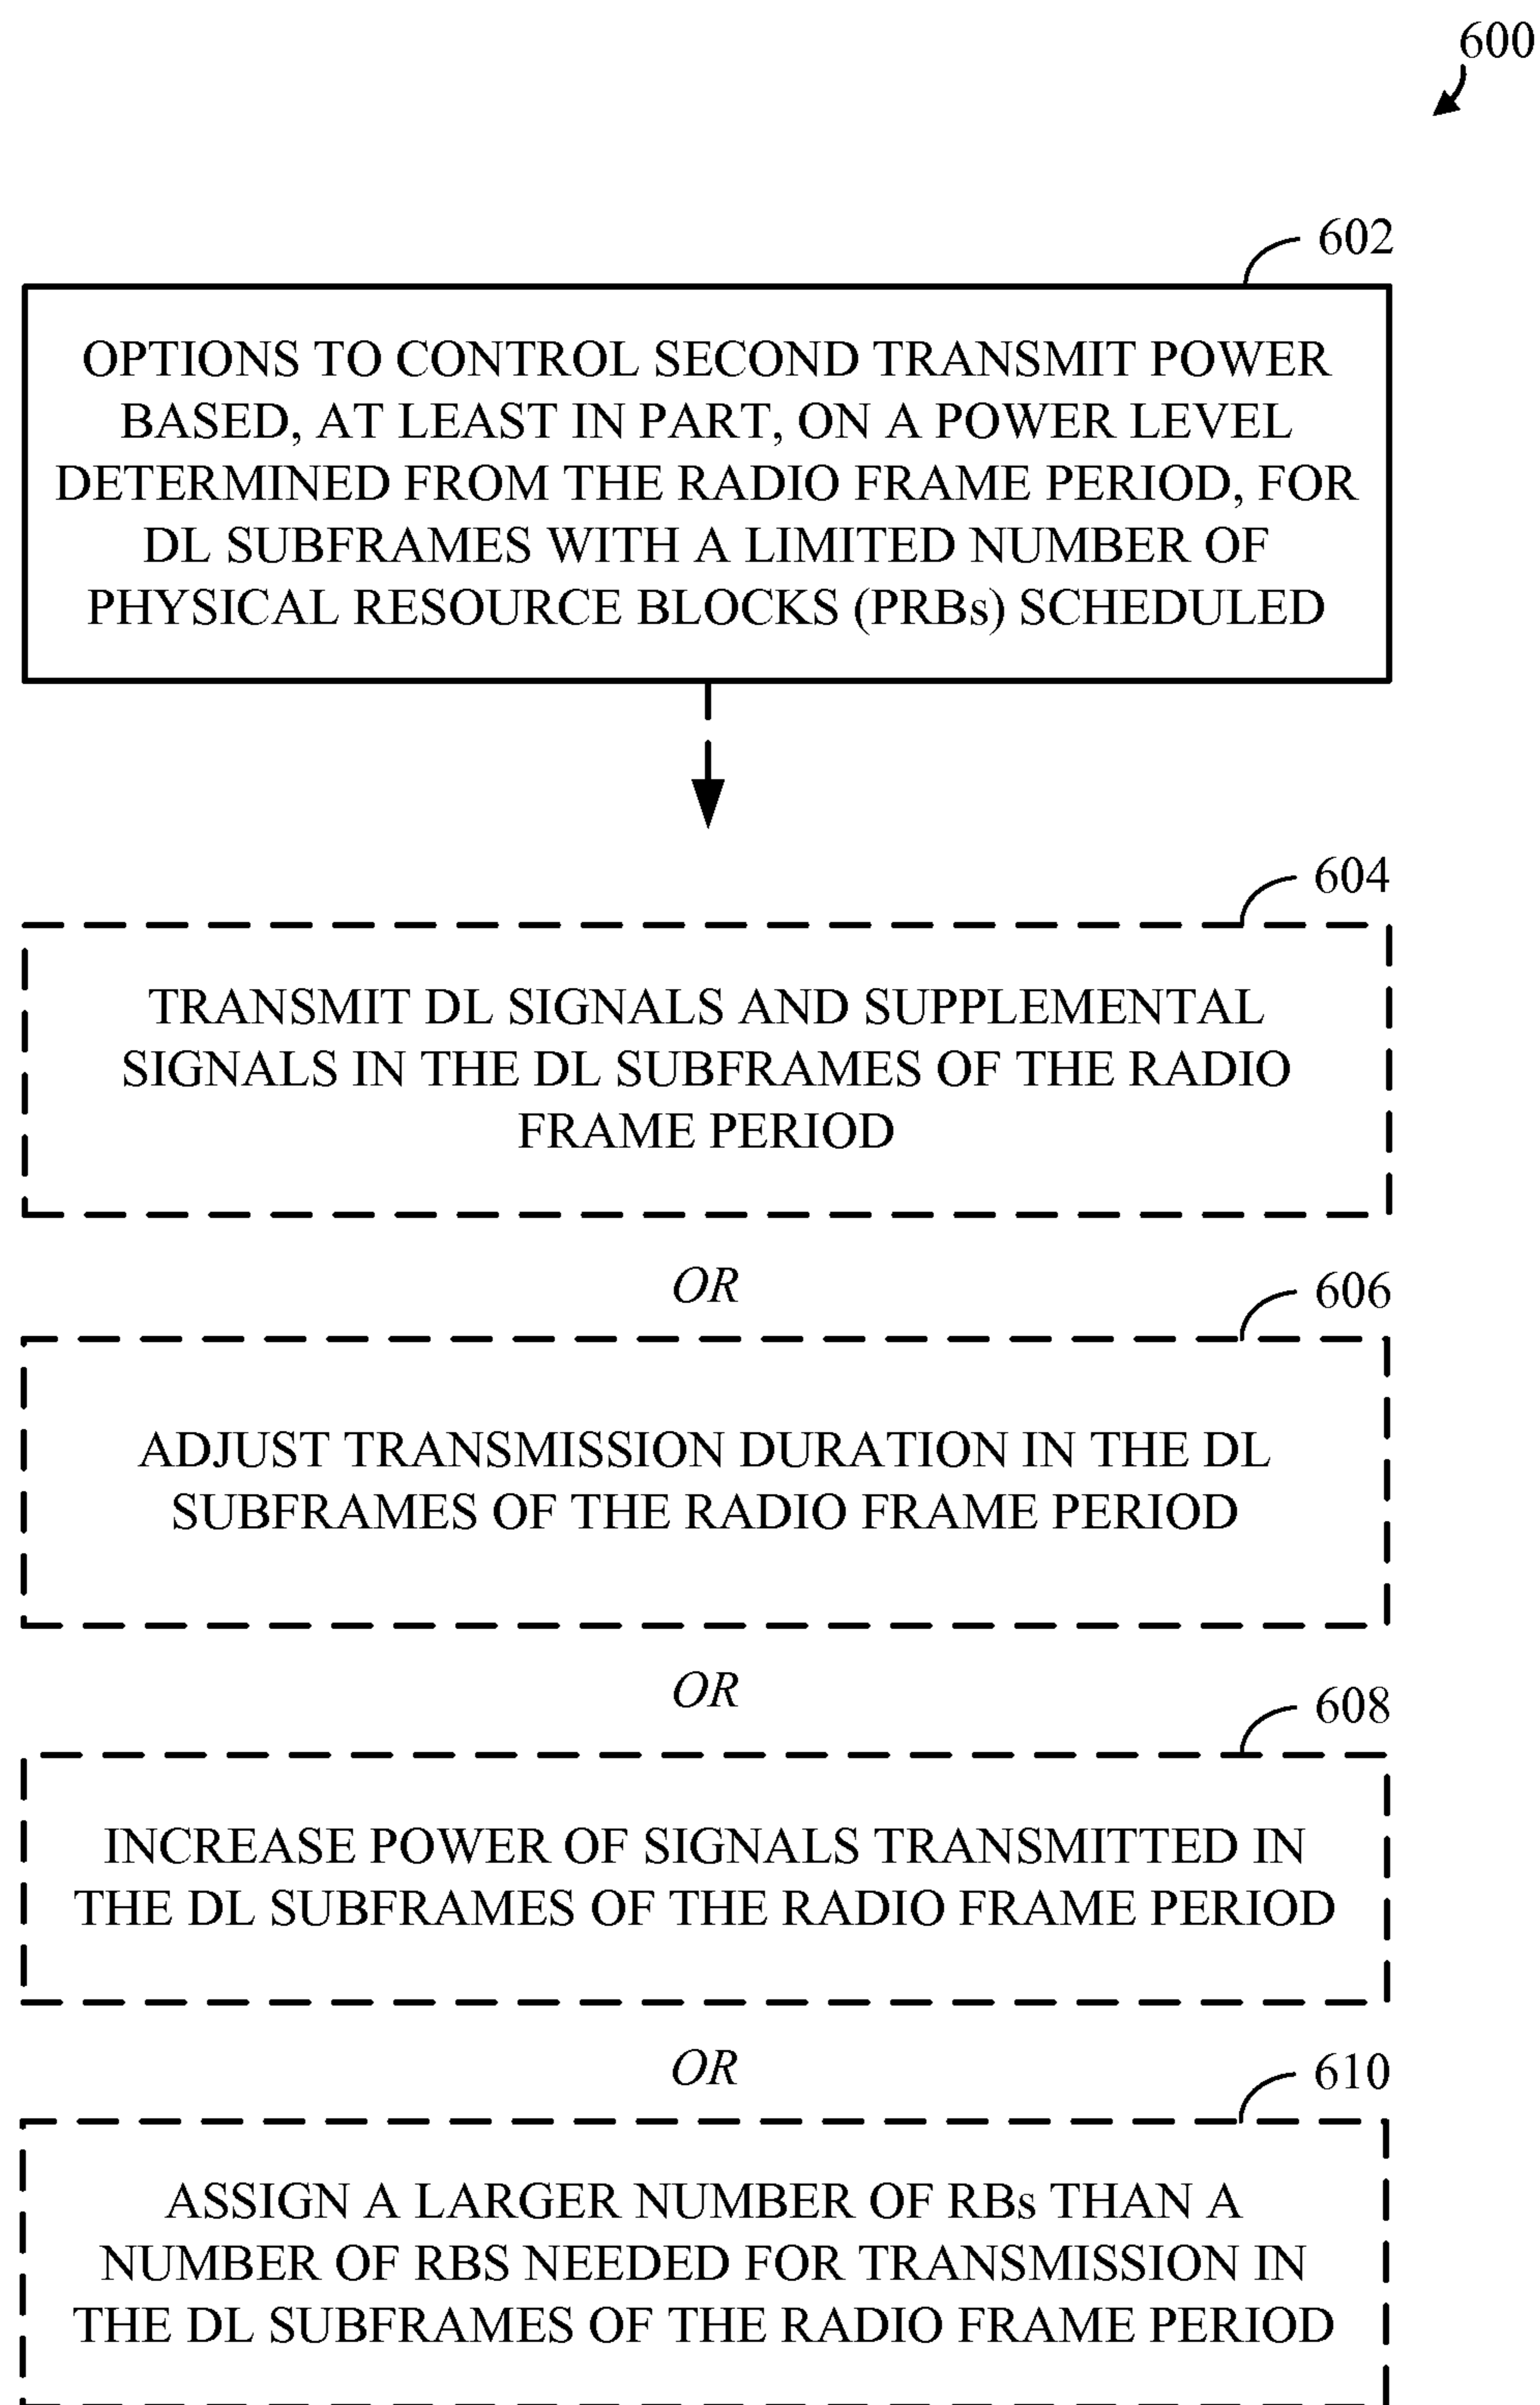 600
602
OPTIONS TO CONTROL SECOND TRANSMIT POWER
BASED, AT LEAST IN PART, ON A POWER LEVEL
DETERMINED FROM THE RADIO FRAME PERIOD, FOR
DL SUBFRAMES WITH A LIMITED NUMBER OF
PHYSICAL RESOURCE BLOCKS (PRBs) SCHEDULED
604
TRANSMIT DL SIGNALS AND SUPPLEMENTAL
SIGNALS IN THE DL SUBFRAMES OF THE RADIO
FRAME PERIOD
OR
606
ADJUST TRANSMISSION DURATION IN THE DL
SUBFRAMES OF THE RADIO FRAME PERIOD
OR
608
INCREASE POWER OF SIGNALS TRANSMITTED IN
THE DL SUBFRAMES OF THE RADIO FRAME PERIOD
OR
610
ASSIGN A LARGER NUMBER OF RBs THAN A
NUMBER OF RBS NEEDED FOR TRANSMISSION IN
THE DL SUBFRAMES OF THE RADIO FRAME PERIOD